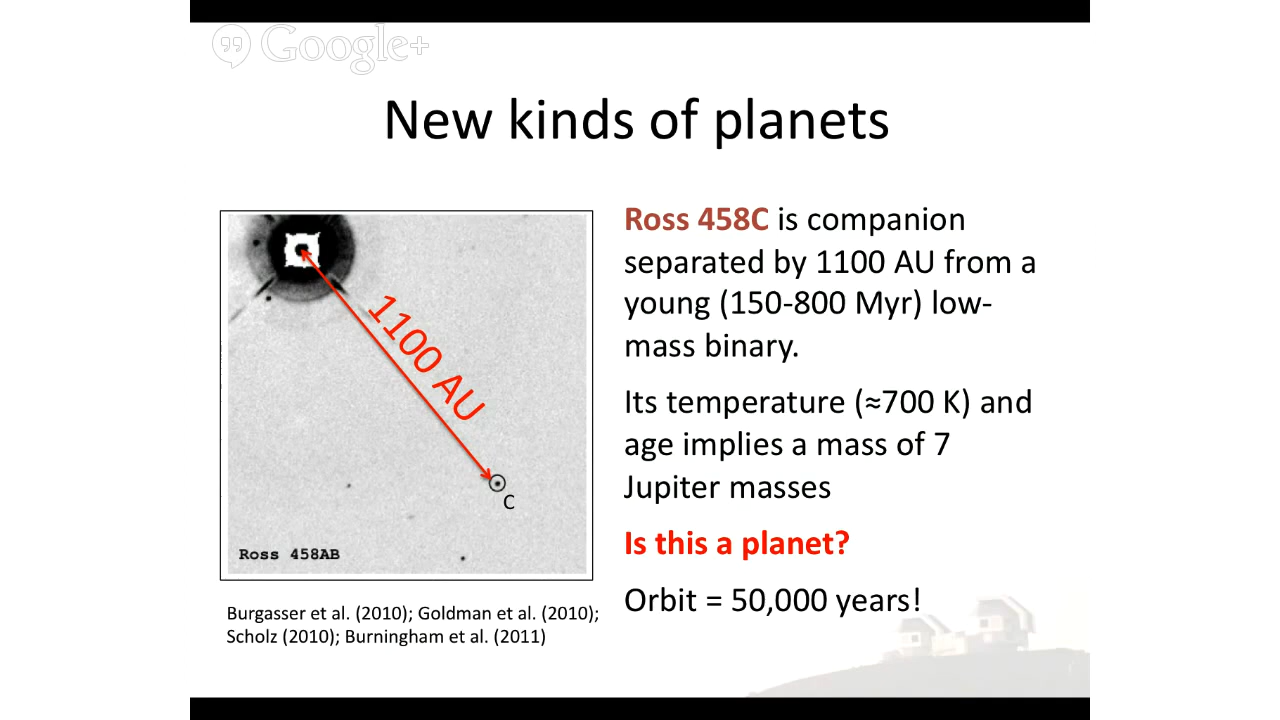 Google+
New kinds of planets
1100 AU
C
Ross 458AB
Burgasser et al. (2010); Goldman et al. (2010);
Scholz (2010); Burningham et al. (2011)
Ross 458C is companion
separated by 1100 AU from a
young (150-800 Myr) low-
mass binary.
Its temperature (≈700 K) and
age implies a mass of 7
Jupiter masses
Is this a planet?
Orbit = 50,000 years!